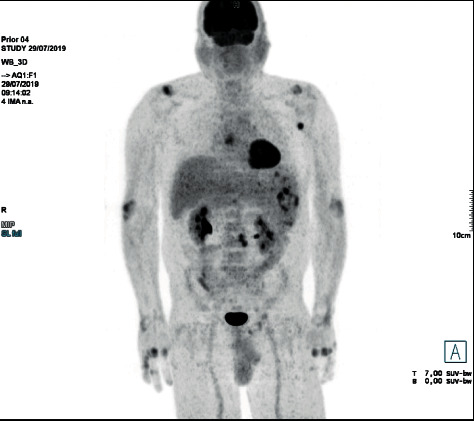 Prior 04
STUDY 29/07/2019
WB_3D
--> AQ1:F1
29/07/2019
09:14:02
4 IMA n.a.
R
MIP
10cm
A
T 7,00 SUV-bw
B 0,00 SUV-bw